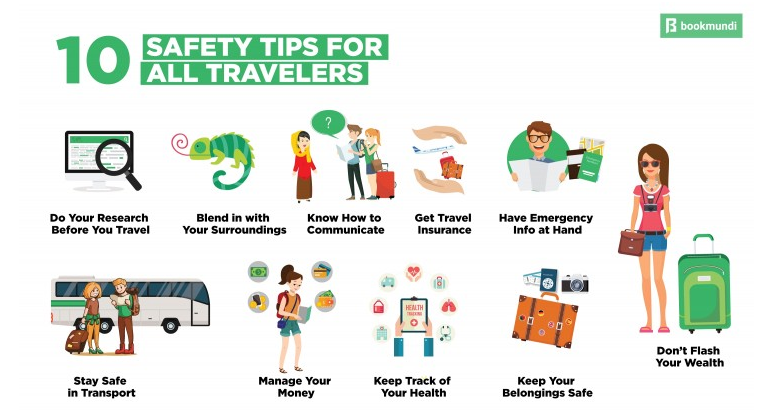 bookmundi
10 SAFETY TIPS FOR
ALL TRAVELERS
?
Do Your Research
Before You Travel
Blend in with
Your Surroundings
Know How to
Communicate
Get Travel
Insurance
Have Emergency
Info at Hand
Stay Safe
in Transport
Manage Your
Money
HEALTH
TRACKING
Keep Track of
Your Health
Keep Your
Belongings Safe
Don't Flash
Your Wealth